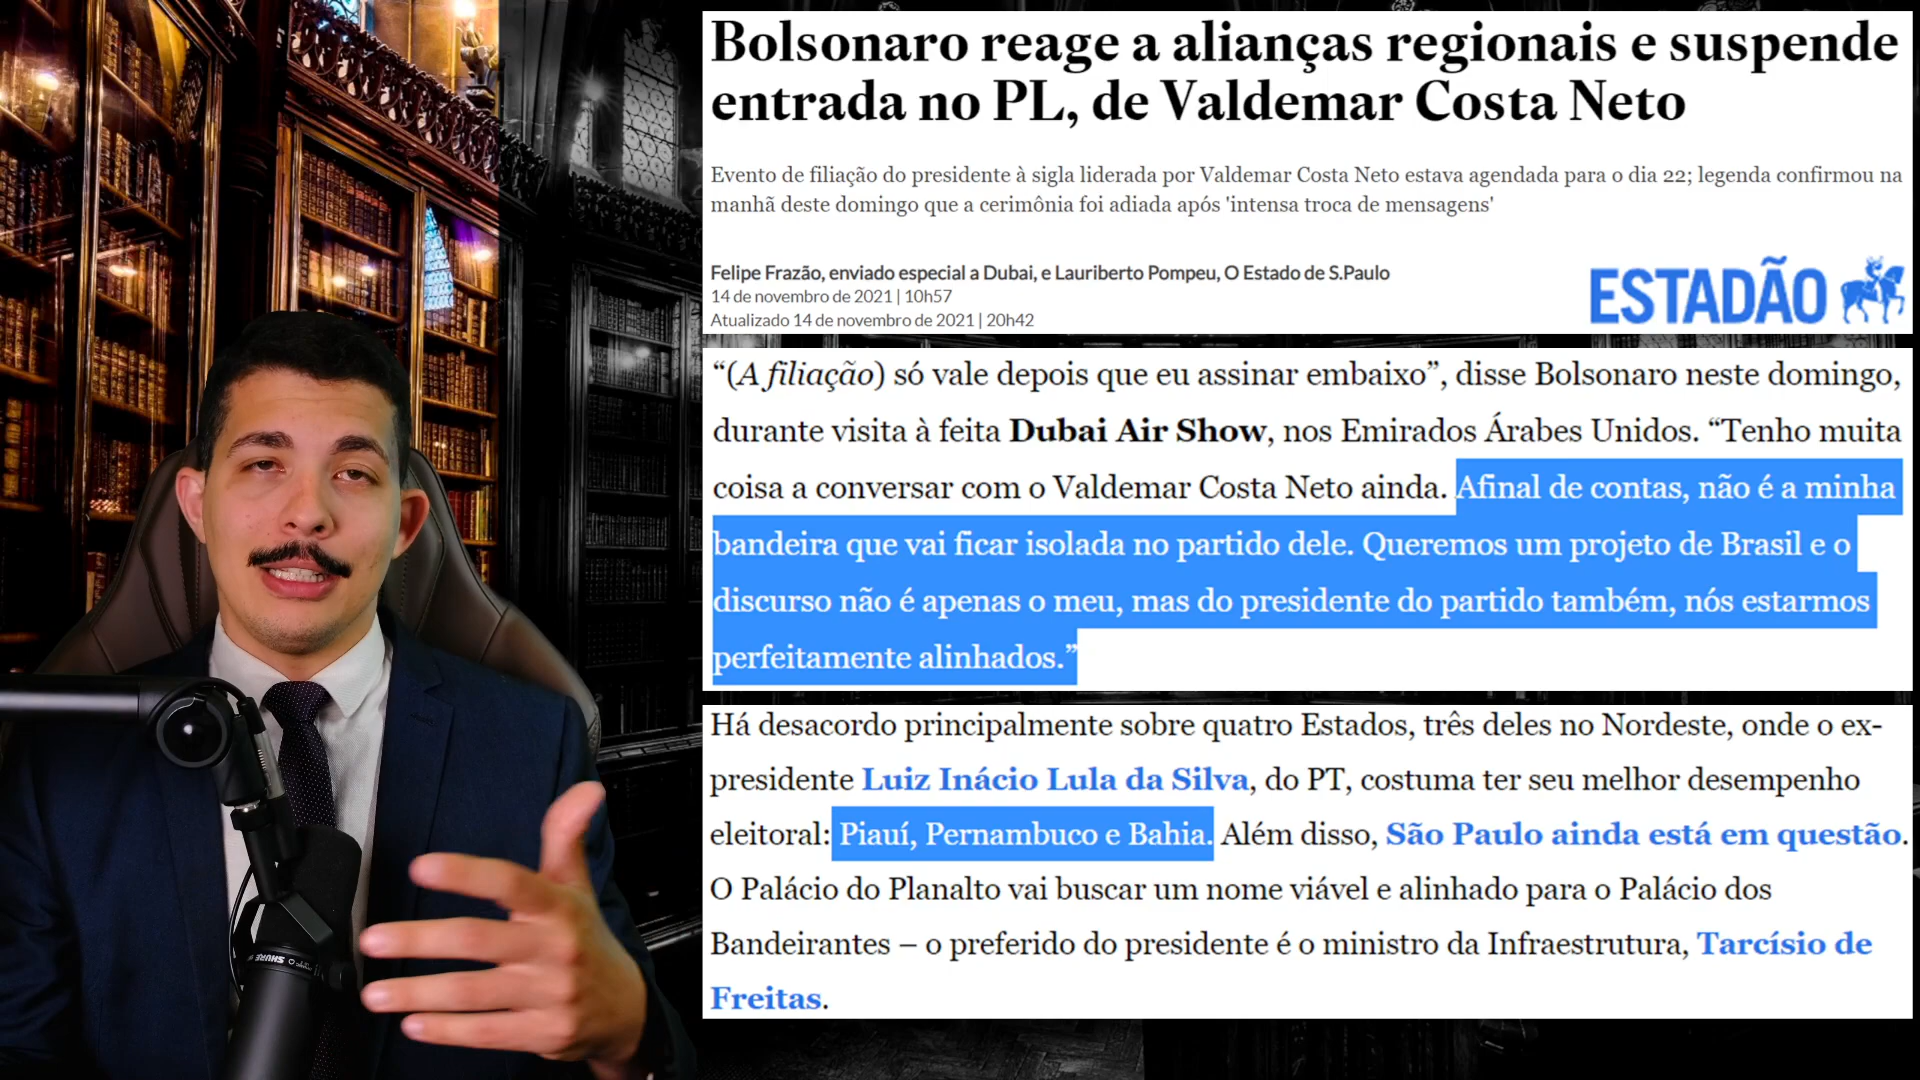 Bolsonaro reage a alianças regionais e suspende
entrada no PL, de Valdemar Costa Neto
Evento de filiação do presidente à sigla liderada por Valdemar Costa Neto estava agendada para o dia 22; legenda confirmou na
manhã deste domingo que a cerimônia foi adiada após 'intensa troca de mensagens'
Felipe Frazão, enviado especial a Dubai, e Lauriberto Pompeu, O Estado de S.Paulo
14 de novembro de 2021 | 10h57
Atualizado 14 de novembro de 2021 | 20h42
ESTADÃO
“(A filiação) só vale depois que eu assinar embaixo”, disse Bolsonaro neste domingo,
durante visita à feita Dubai Air Show, nos Emirados Árabes Unidos. “Tenho muita
coisa a conversar com o Valdemar Costa Neto ainda. Afinal de contas, não é a minha
bandeira que vai ficar isolada no partido dele. Queremos um projeto de Brasil e o
discurso não é apenas o meu, mas do presidente do partido também, nós estarmos
perfeitamente alinhados.”
Há desacordo principalmente sobre quatro Estados, três deles no Nordeste, onde o ex-
presidente Luiz Inácio Lula da Silva, do PT, costuma ter seu melhor desempenho
eleitoral: Piauí, Pernambuco e Bahia. Além disso, São Paulo ainda está em questão.
O Palácio do Planalto vai buscar um nome viável e alinhado para o Palácio dos
Bandeirantes – o preferido do presidente é o ministro da Infraestrutura, Tarcísio de
Freitas.
SHURE